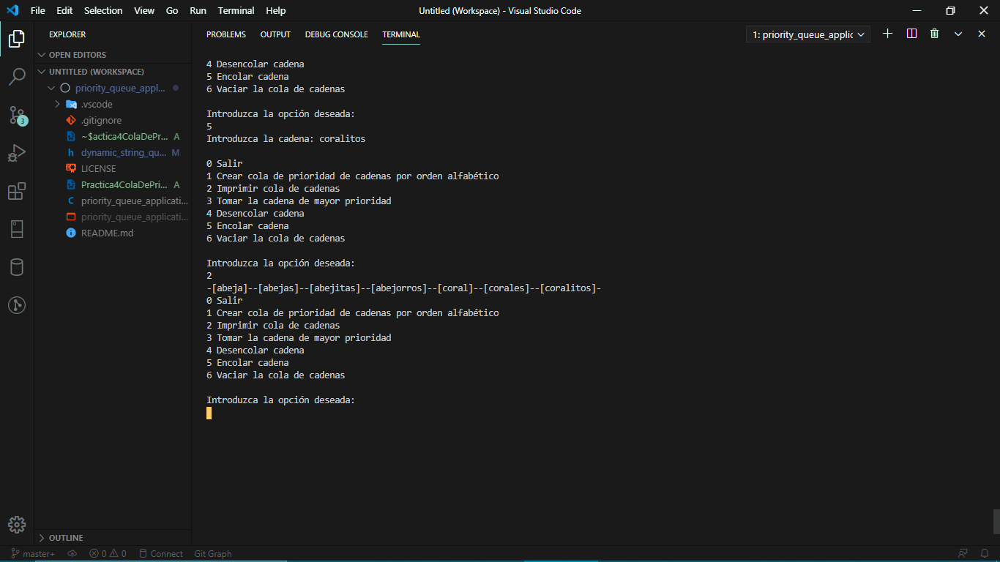 File Edit Selection View Go Run Terminal Help
Untitled (Workspace) - Visual Studio Code
EXPLORER
OPEN EDITORS
UNTITLED (WORKSPACE)
priority_queue_appl...
.vscode
.gitignore
~$actica4ColaDePr... A
dynamic_string_qu... M
LICENSE
Practica4ColaDePri... A
C priority_queue_applicati...
priority_queue_applicati...
README.md
OUTLINE
3
PROBLEMS OUTPUT DEBUG CONSOLE TERMINAL
1: priority_queue_applic
4 Desencolar cadena
5 Encolar cadena
6 Vaciar la cola de cadenas
Introduzca la opción deseada:
5
Introduzca la cadena: coralitos
0 Salir
1 Crear cola de prioridad de cadenas por orden alfabético
2 Imprimir cola de cadenas
3 Tomar la cadena de mayor prioridad
4 Desencolar cadena
5 Encolar cadena
6 Vaciar la cola de cadenas
Introduzca la opción deseada:
2
-[abeja]--[abejas]--[abejitas]--[abejorros]--[coral]--[corales]--[coralitos]-
0 Salir
1 Crear cola de prioridad de cadenas por orden alfabético
2 Imprimir cola de cadenas
3 Tomar la cadena de mayor prioridad
4 Desencolar cadena
5 Encolar cadena
6 Vaciar la cola de cadenas
Introduzca la opción deseada:
master+ 0 0 Connect Git Graph